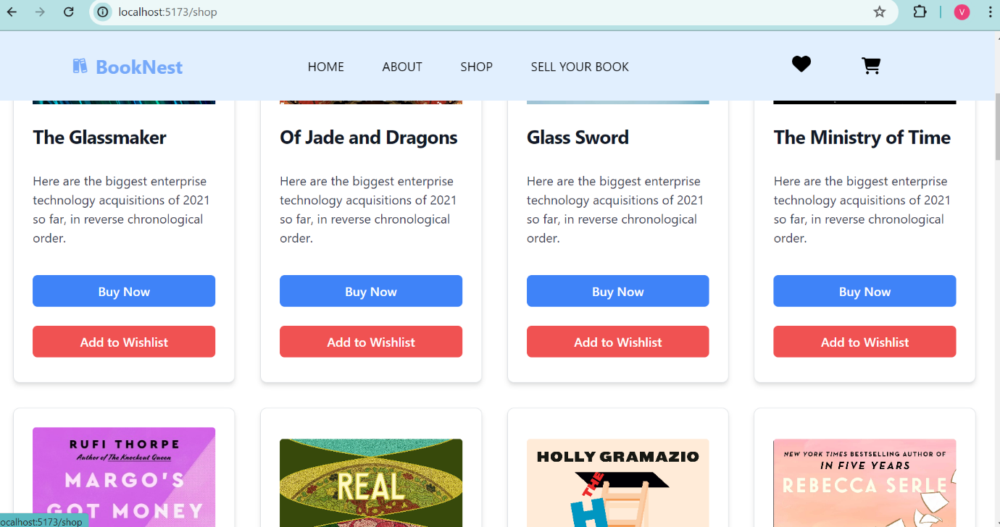 localhost:5173/shop
V
BookNest
HOME ABOUT SHOP SELL YOUR BOOK
The Glassmaker
Here are the biggest enterprise
technology acquisitions of 2021
so far, in reverse chronological
order.
Buy Now
Add to Wishlist
Of Jade and Dragons
Here are the biggest enterprise
technology acquisitions of 2021
so far, in reverse chronological
order.
Buy Now
Add to Wishlist
Glass Sword
Here are the biggest enterprise
technology acquisitions of 2021
so far, in reverse chronological
order.
Buy Now
Add to Wishlist
The Ministry of Time
Here are the biggest enterprise
technology acquisitions of 2021
so far, in reverse chronological
order.
Buy Now
Add to Wishlist
RUFI THORPE
Author of The Knockout Queen
MARGO'S
GOT MONEY
REAL
HOLLY GRAMAZIO
THE
H
NEW YORK TIMES BESTSELLING AUTHOR OF
IN FIVE YEARS
REBECCA SERLE
ocalhost:5173/shop